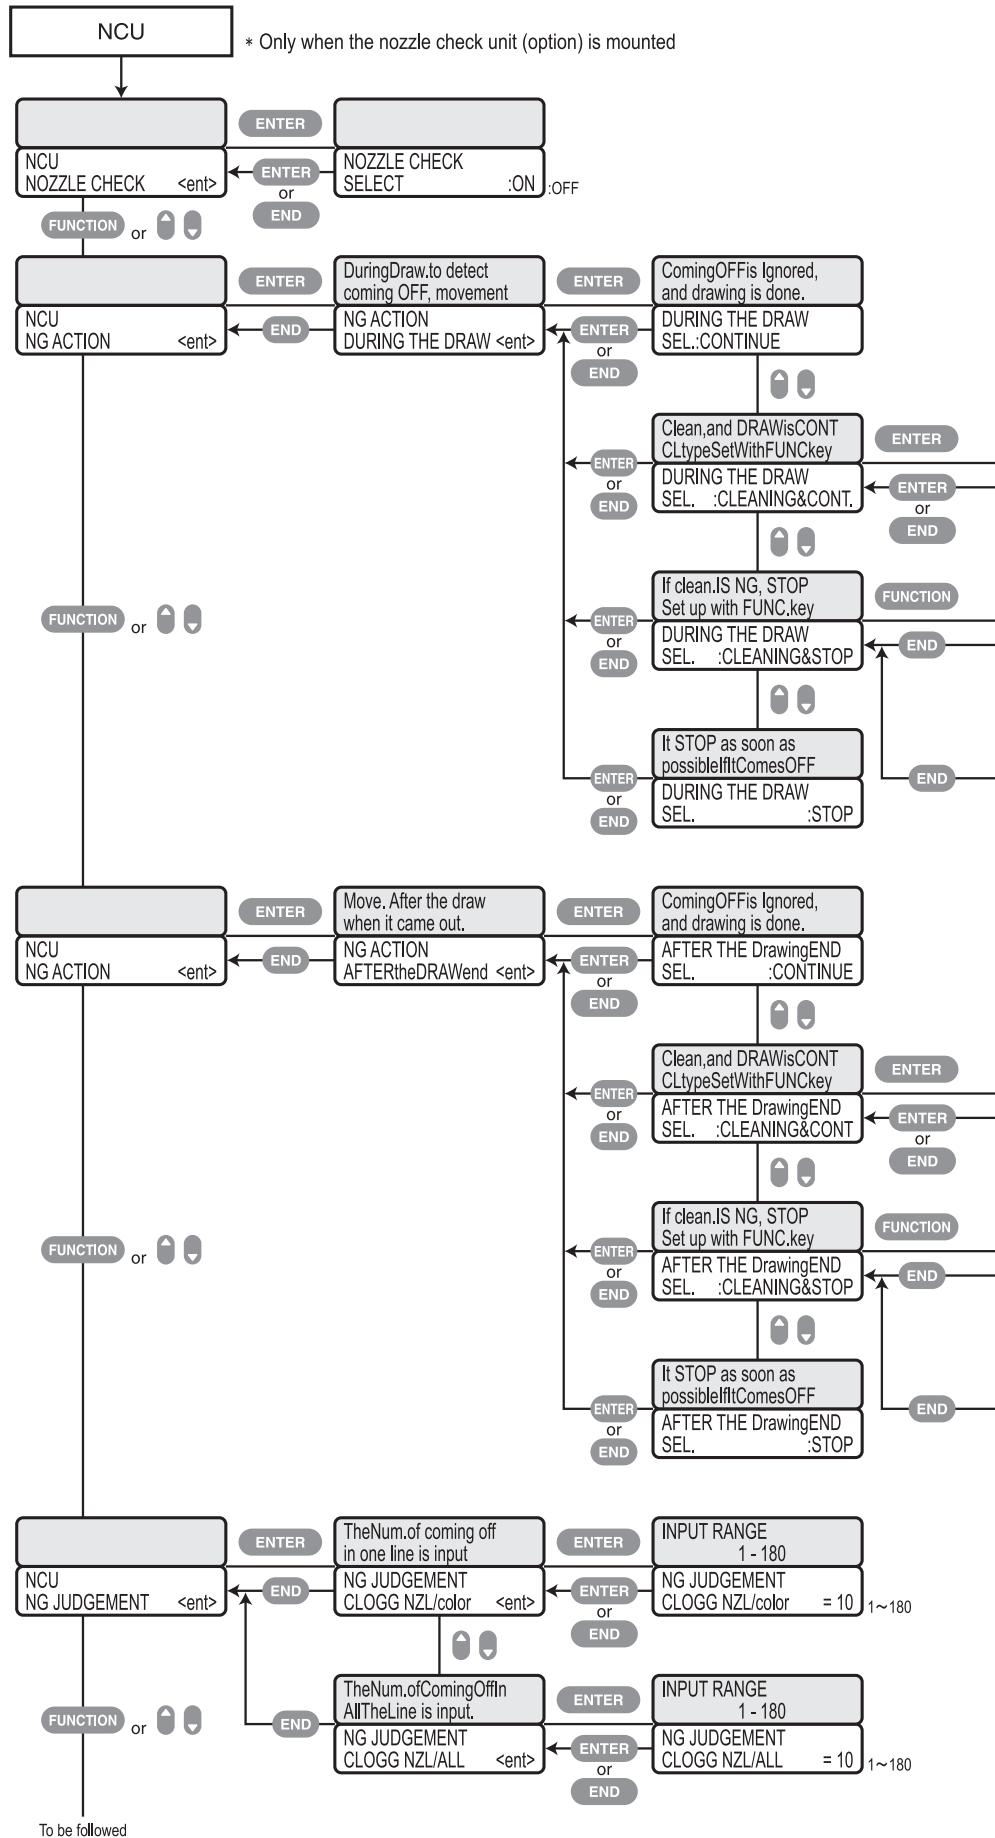 NCU
* Only when the nozzle check unit (option) is mounted
ENTER
NCU
NOZZLE CHECK <ent>
ENTER
or
END
NOZZLE CHECK
SELECT :ON :OFF
FUNCTION or
NCU
NG ACTION <ent>
ENTER
END
DuringDraw.to detect
coming OFF, movement
NG ACTION
DURING THE DRAW <ent>
ENTER
ENTER
or
END
ComingOFFis Ignored,
and drawing is done.
DURING THE DRAW
SEL.:CONTINUE
ENTER
or
END
Clean,and DRAWisCONT
CLtypeSetWithFUNCkey
DURING THE DRAW
SEL. :CLEANING&CONT.
ENTER
ENTER
or
END
FUNCTION or
ENTER
or
END
If clean.IS NG, STOP
Set up with FUNC.key
DURING THE DRAW
SEL. :CLEANING&STOP
FUNCTION
END
ENTER
or
END
It STOP as soon as
possibleIfItComesOFF
DURING THE DRAW
SEL. :STOP
END
NCU
NG ACTION <ent>
ENTER
END
Move. After the draw
when it came out.
NG ACTION
AFTERtheDRAWend <ent>
ENTER
ENTER
or
END
ComingOFFis Ignored,
and drawing is done.
AFTER THE DrawingEND
SEL. :CONTINUE
ENTER
or
END
Clean,and DRAWisCONT
CLtypeSetWithFUNCkey
AFTER THE DrawingEND
SEL. :CLEANING&CONT
ENTER
ENTER
or
END
FUNCTION or
ENTER
or
END
If clean.IS NG, STOP
Set up with FUNC.key
AFTER THE DrawingEND
SEL. :CLEANING&STOP
FUNCTION
END
ENTER
or
END
It STOP as soon as
possibleIfItComesOFF
AFTER THE DrawingEND
SEL. :STOP
END
NCU
NG JUDGEMENT <ent>
ENTER
END
TheNum.of coming off
in one line is input
NG JUDGEMENT
CLOGG NZL/color <ent>
ENTER
ENTER
or
END
INPUT RANGE
1 - 180
NG JUDGEMENT
CLOGG NZL/color = 10 1~180
FUNCTION or
END
TheNum.ofComingOffIn
AllTheLine is input.
NG JUDGEMENT
CLOGG NZL/ALL <ent>
ENTER
ENTER
or
END
INPUT RANGE
1 - 180
NG JUDGEMENT
CLOGG NZL/ALL = 10 1~180
To be followed